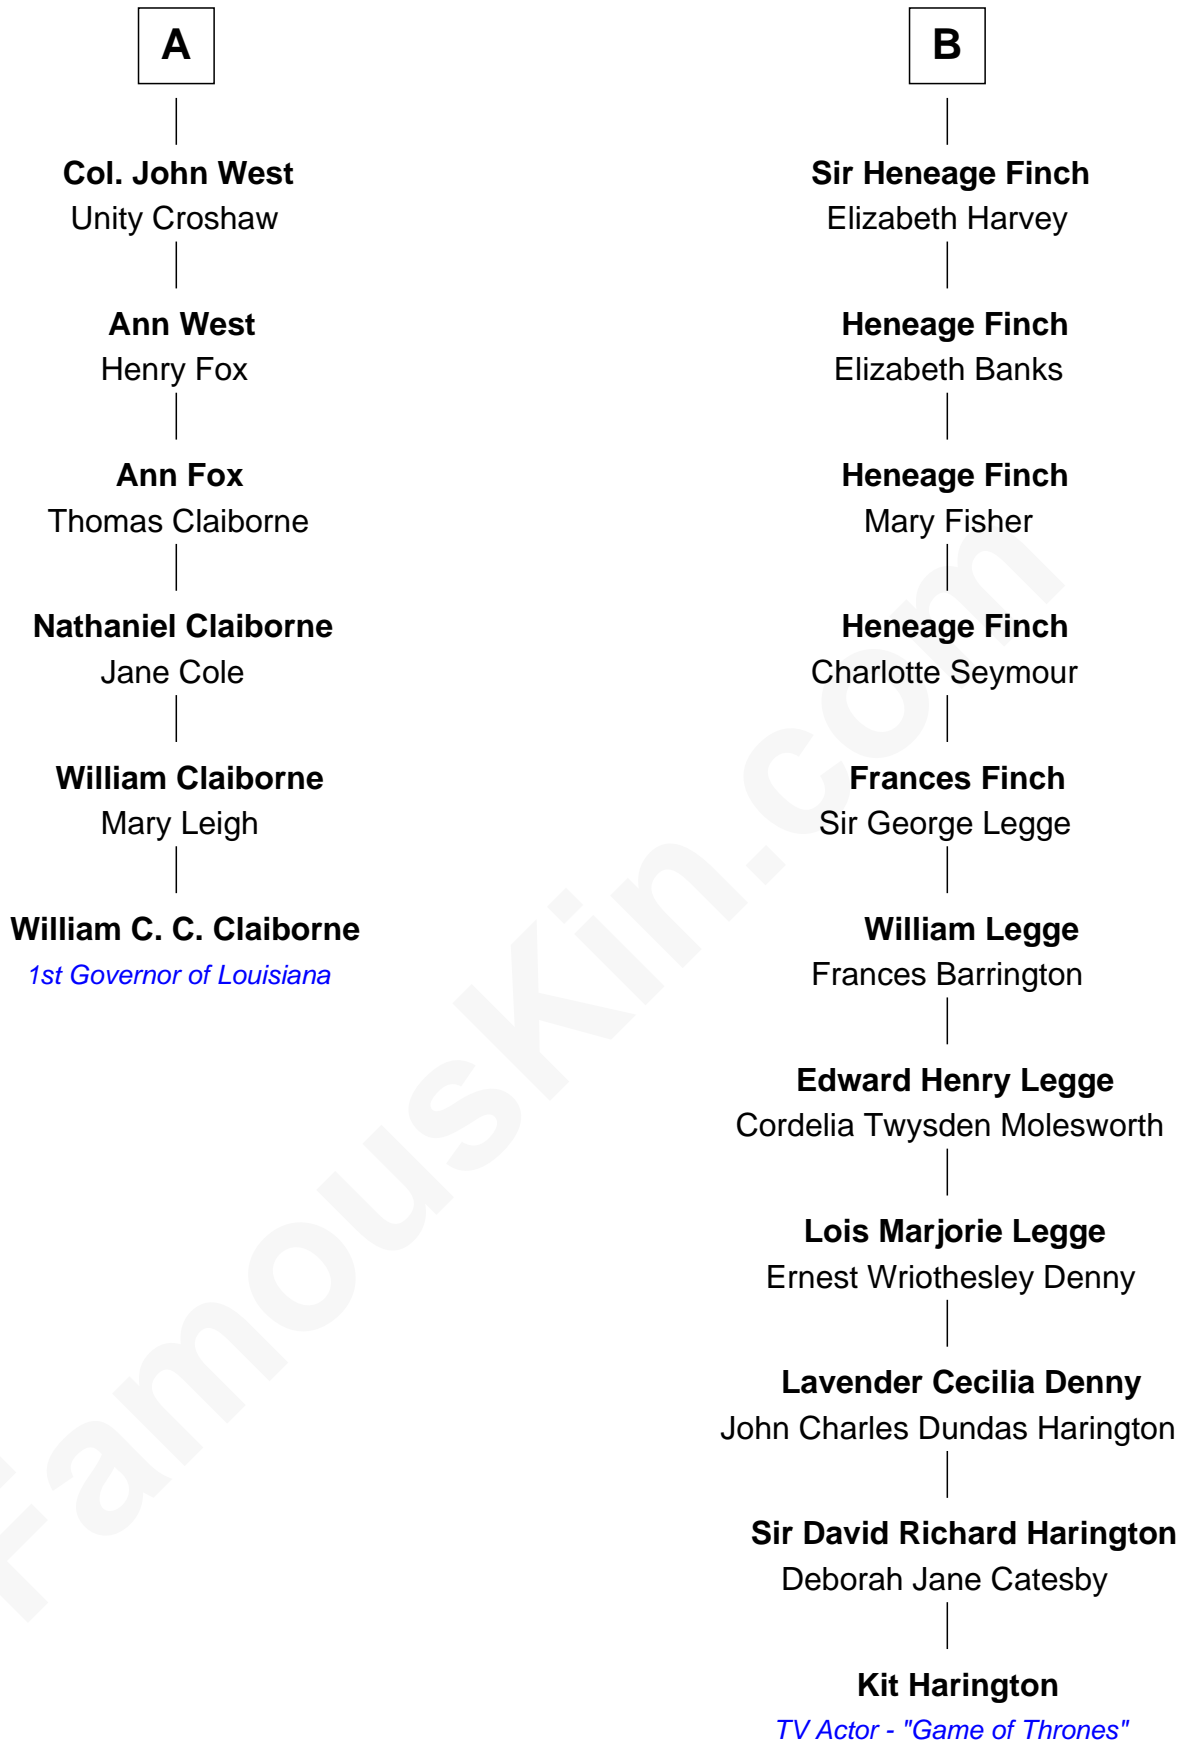 A
Col. John West
Unity Croshaw
Ann West
Henry Fox
Ann Fox
Thomas Claiborne
Nathaniel Claiborne
Jane Cole
William Claiborne
Mary Leigh
William C. C. Claiborne
1st Governor of Louisiana
B
Sir Heneage Finch
Elizabeth Harvey
Heneage Finch
Elizabeth Banks
Heneage Finch
Mary Fisher
Heneage Finch
Charlotte Seymour
Frances Finch
Sir George Legge
William Legge
Frances Barrington
Edward Henry Legge
Cordelia Twysden Molesworth
Lois Marjorie Legge
Ernest Wriothesley Denny
Lavender Cecilia Denny
John Charles Dundas Harington
Sir David Richard Harington
Deborah Jane Catesby
Kit Harington
TV Actor - "Game of Thrones"
FamousKin.com